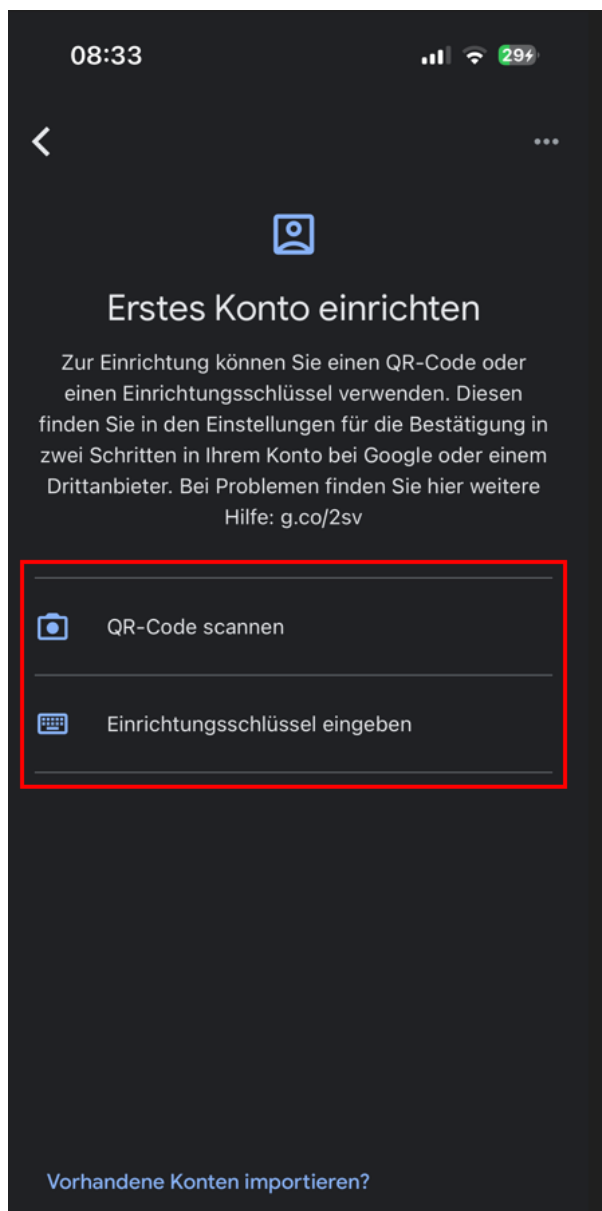 08:33
29
Erstes Konto einrichten
Zur Einrichtung können Sie einen QR-Code oder
einen Einrichtungsschlüssel verwenden. Diesen
finden Sie in den Einstellungen für die Bestätigung in
zwei Schritten in Ihrem Konto bei Google oder einem
Drittanbieter. Bei Problemen finden Sie hier weitere
Hilfe: g.co/2sv
QR-Code scannen
Einrichtungsschlüssel eingeben
Vorhandene Konten importieren?